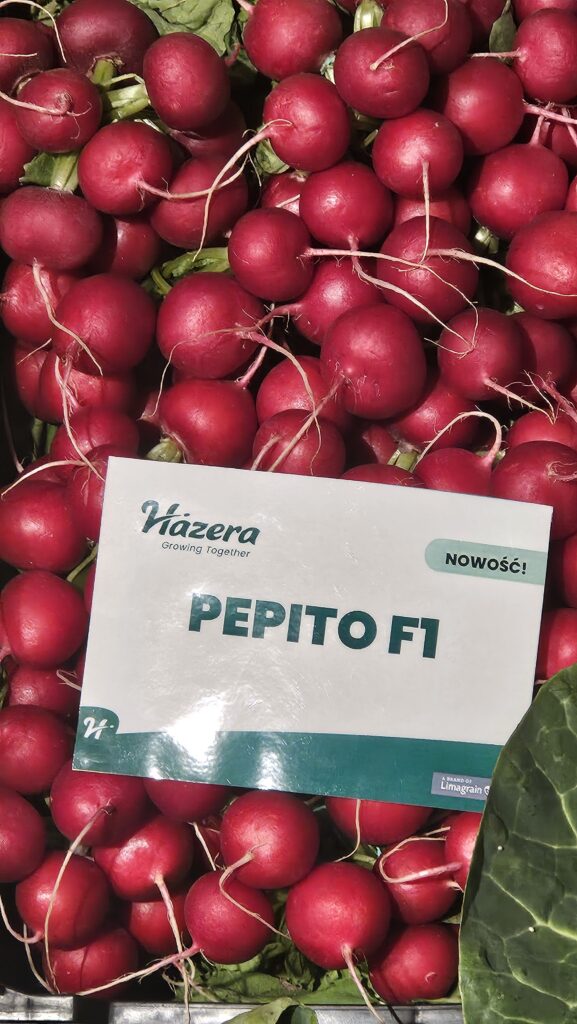 Hazera
Growing Together
NOWOŚĆ!
PEPITO F1
H
A BRAND OF
Limagrain